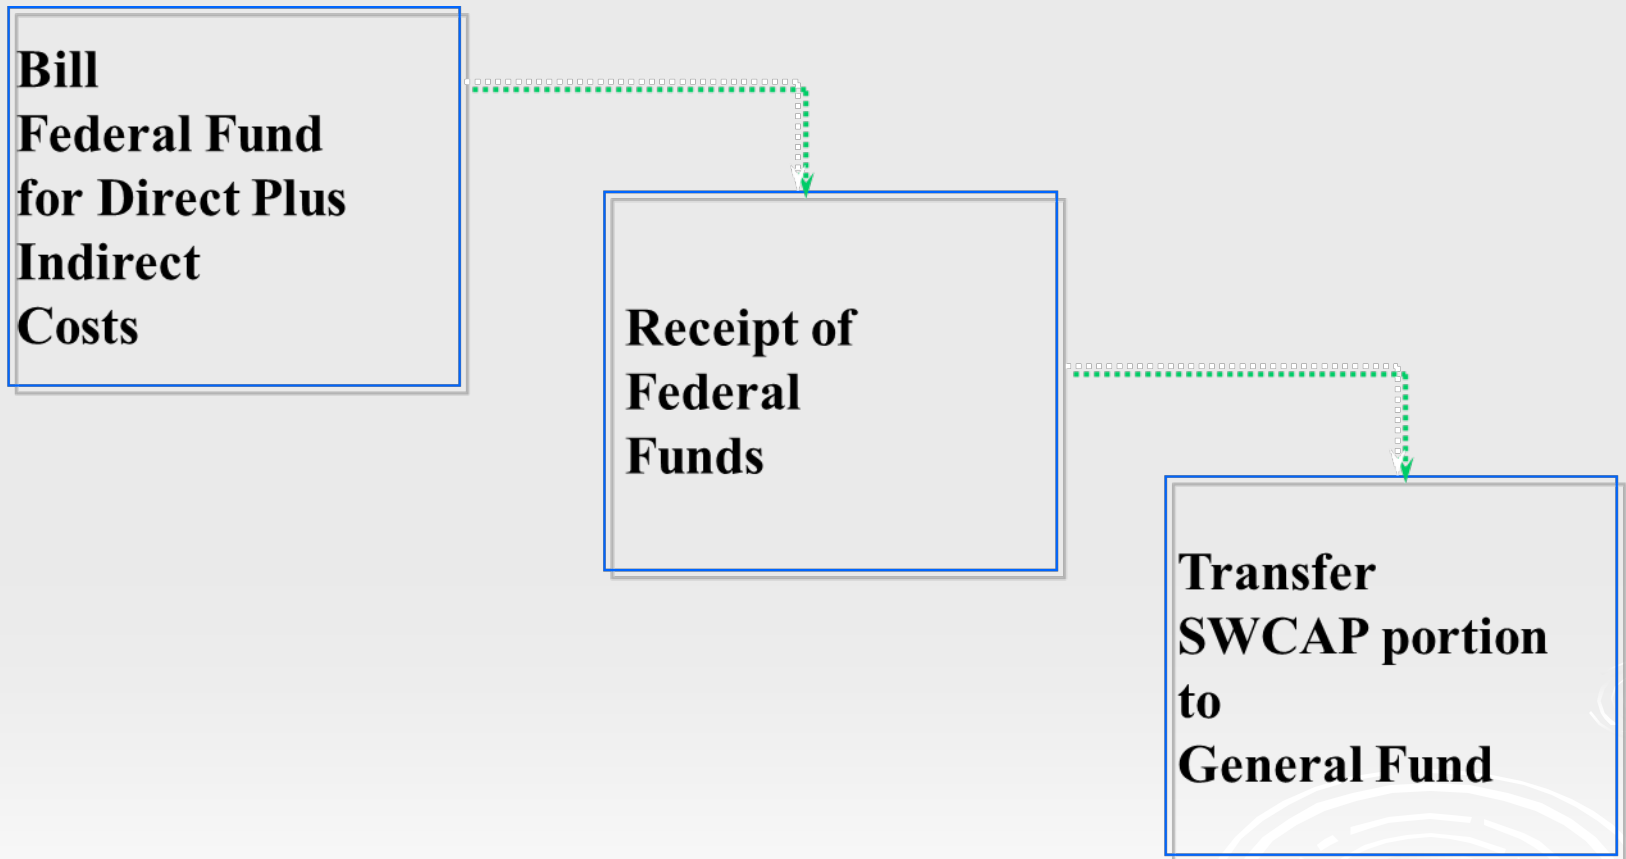 Bill
Federal Fund
for Direct Plus
Indirect
Costs
Receipt of
Federal
Funds
Transfer
SWCAP portion
to
General Fund